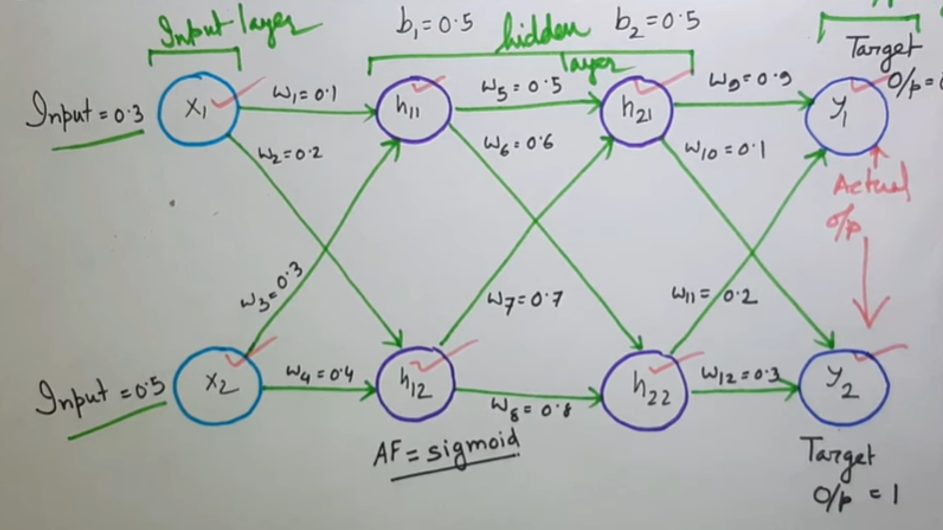 Input layer
b₁=0.5
hidden layer
b₂=0.5
Target
O/p=
Input=0.3
x₁
w₁=0.1
h₁₁
w₅=0.5
h₂₁
w₉=0.9
y₁
w₂=0.2
w₆=0.6
w₁₀=0.1
Actual
O/p
w₃=0.3
w₇=0.7
w₁₁=0.2
Input=0.5
x₂
w₄=0.4
h₁₂
w₈=0.8
h₂₂
w₁₂=0.3
y₂
AF=sigmoid
Target
O/p=1